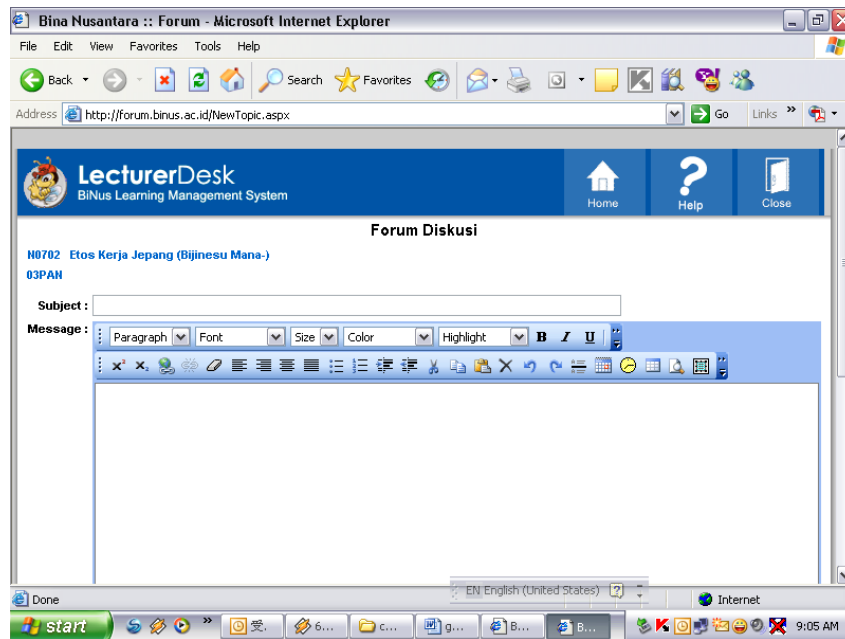 Bina Nusantara :: Forum - Microsoft Internet Explorer
File Edit View Favorites Tools Help
Back Search Favorites
Address http://forum.binus.ac.id/NewTopic.aspx Go Links »
LecturerDesk
BiNus Learning Management System
Home Help Close
Forum Diskusi
N0702 Etos Kerja Jepang (Bijinesu Mana-)
03PAN
Subject :
Message :
Paragraph Font Size Color Highlight B I U
EN English (United States)
Done Internet
start » 受. 6... c... g... B... B... 9:05 AM